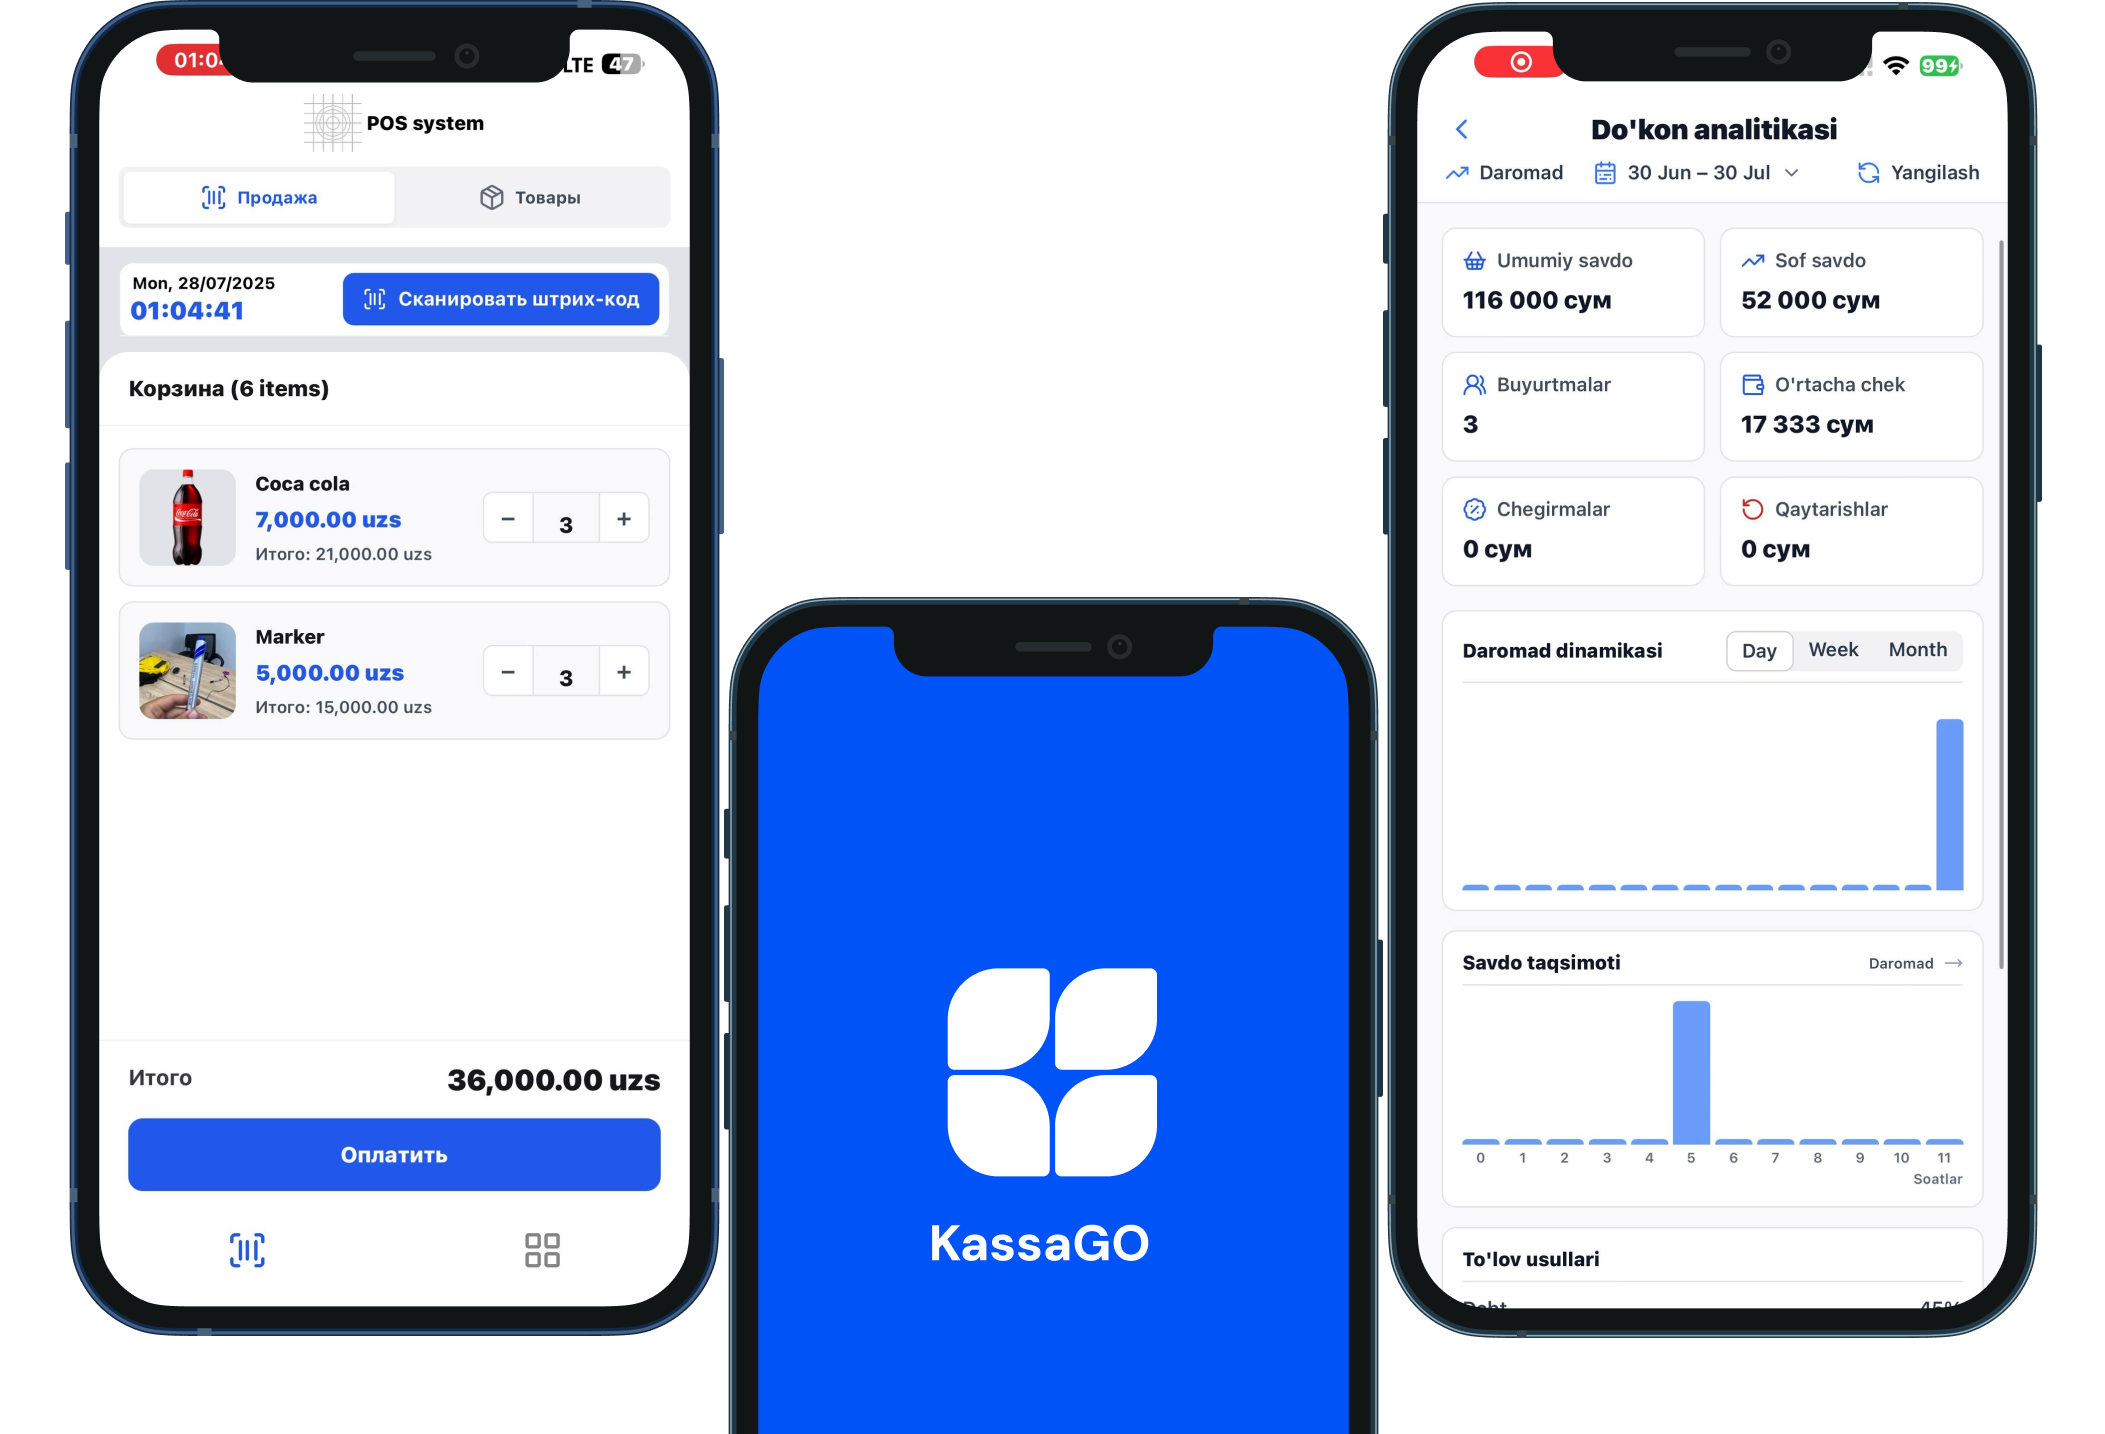 01:0
LTE 47
POS system
Продажа
Товары
Mon, 28/07/2025
01:04:41
Сканировать штрих-код
Корзина (6 items)
Coca cola
7,000.00 uzs
Итого: 21,000.00 uzs
3
Marker
5,000.00 uzs
Итого: 15,000.00 uzs
3
Итого
36,000.00 uzs
Оплатить
KassaGO
99
Do'kon analitikasi
Daromad
30 Jun – 30 Jul
Yangilash
Umumiy savdo
116 000 сум
Sof savdo
52 000 сум
Buyurtmalar
3
O'rtacha chek
17 333 сум
Chegirmalar
0 сум
Qaytarishlar
0 сум
Daromad dinamikasi
Day Week Month
Savdo taqsimoti
Daromad →
0 1 2 3 4 5 6 7 8 9 10 11
Soatlar
To'lov usullari
Debt
45%